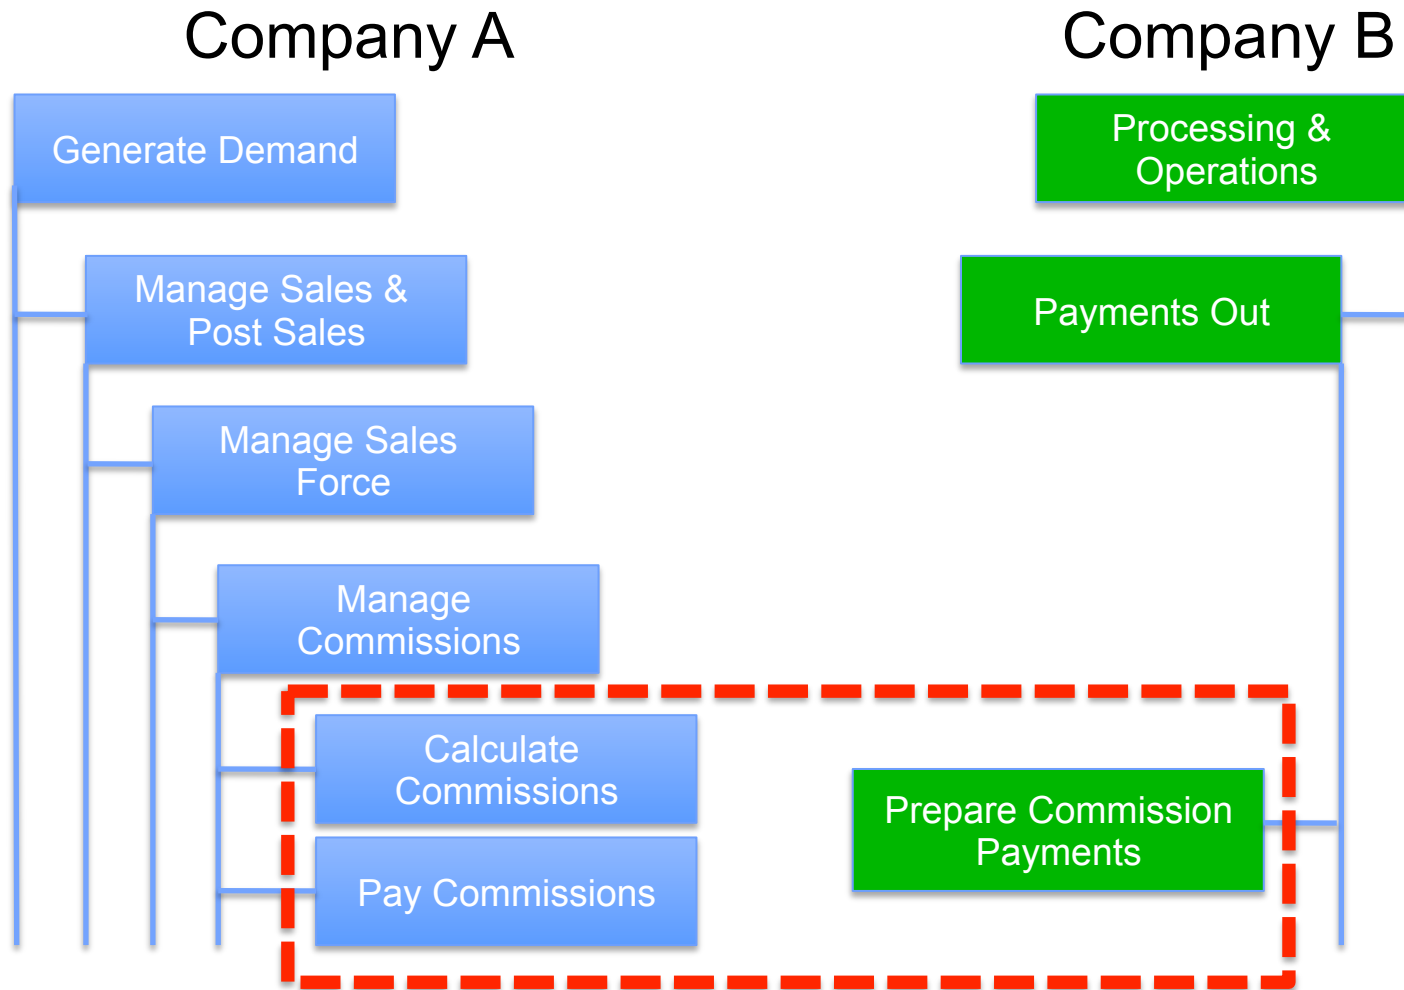 Company A
Company B
Generate Demand
Processing &
Operations
Manage Sales &
Post Sales
Payments Out
Manage Sales
Force
Manage
Commissions
Calculate
Commissions
Prepare Commission
Payments
Pay Commissions